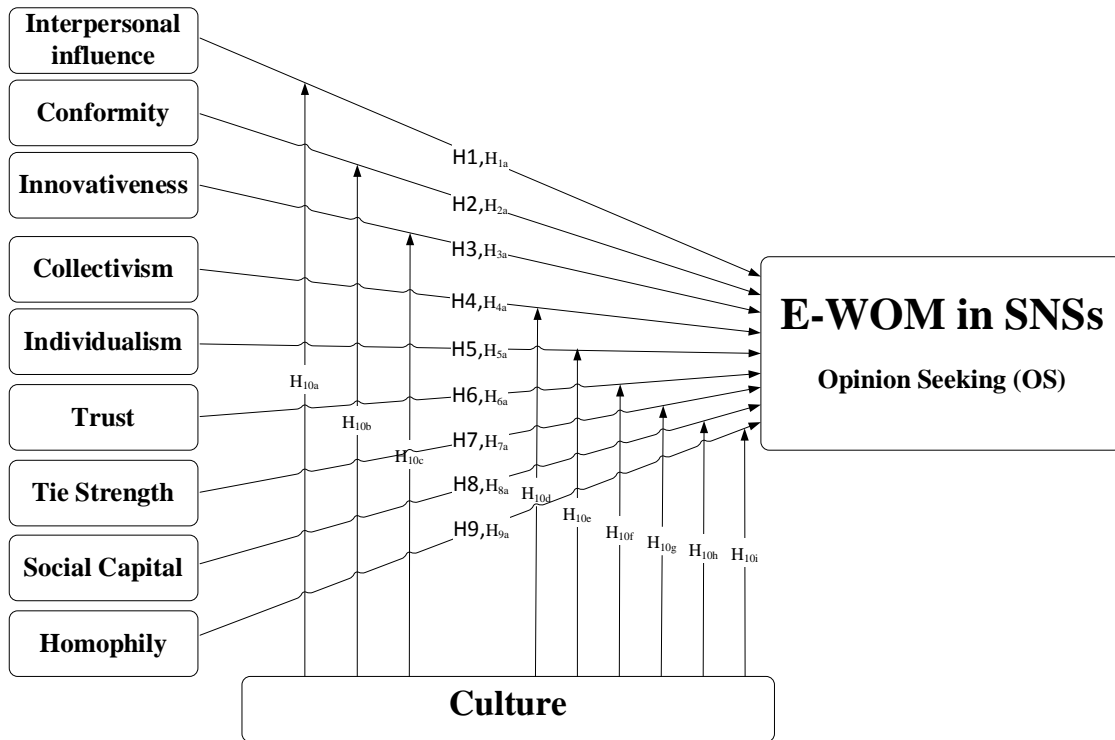 Interpersonal
influence
Conformity
Innovativeness
Collectivism
Individualism
Trust
Tie Strength
Social Capital
Homophily
H1,H1a
H2,H2a
H3,H3a
H4,H4a
H5,H5a
H6,H6a
H7,H7a
H8,H8a
H9,H9a
H10a
H10b
H10c
H10d
H10e
H10f
H10g
H10h
H10i
E-WOM in SNSs
Opinion Seeking (OS)
Culture